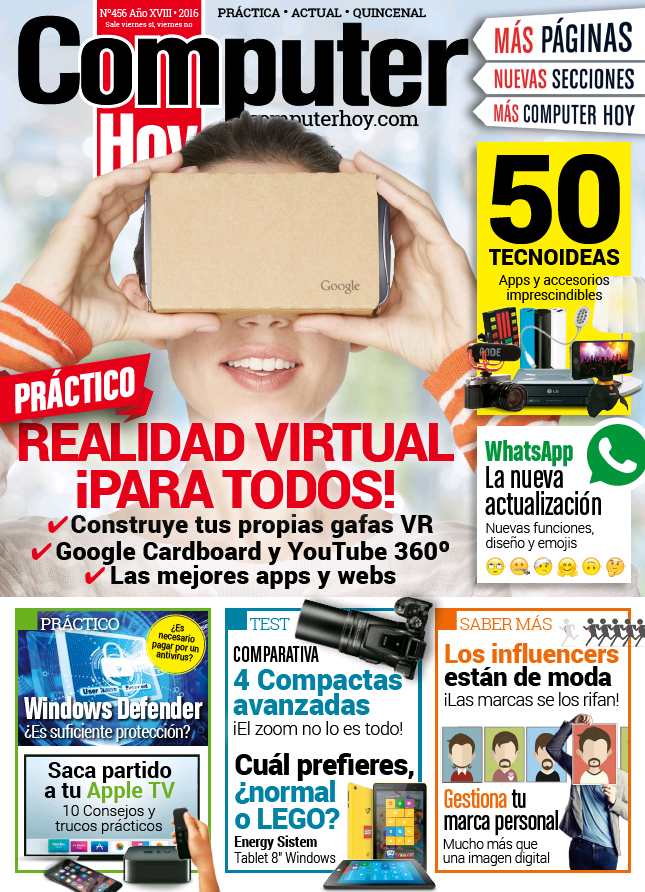 Nº456 Año XVIII • 2016
Sale viernes sí, viernes no
PRÁCTICA • ACTUAL • QUINCENAL
Computer
Hoy
computerhoy.com
MÁS PÁGINAS
NUEVAS SECCIONES
MÁS COMPUTER HOY
50
TECNOIDEAS
Apps y accesorios
imprescindibles
RODE
LG
Google
PRÁCTICO
REALIDAD VIRTUAL
¡PARA TODOS!
Construye tus propias gafas VR
Google Cardboard y YouTube 360º
Las mejores apps y webs
WhatsApp
La nueva
actualización
Nuevas funciones,
diseño y emojis
PRÁCTICO
¿Es
necesario
pagar por un
antivirus?
User Name
Windows Defender
¿Es suficiente protección?
Saca partido
a tu Apple TV
10 Consejos y
trucos prácticos
tv
TEST
COMPARATIVA
4 Compactas
avanzadas
¡El zoom no lo es todo!
Cuál prefieres,
¿normal
o LEGO?
Energy Sistem
Tablet 8" Windows
SABER MÁS
Los influencers
están de moda
¡Las marcas se los rifan!
Gestiona tu
marca personal
Mucho más que
una imagen digital